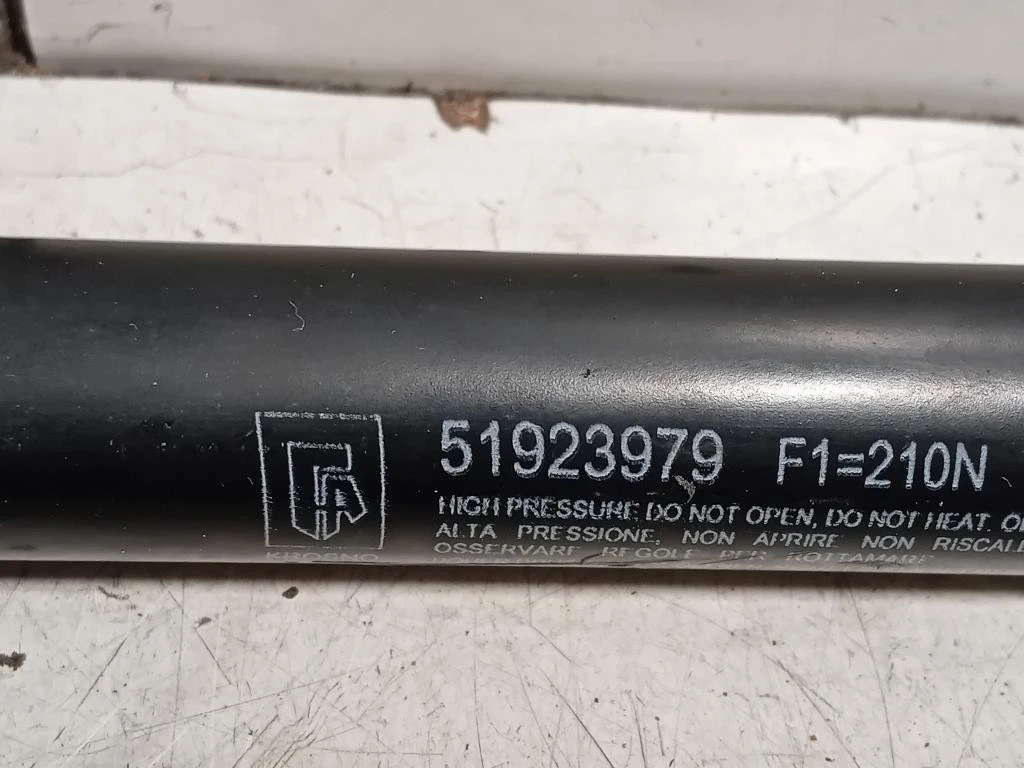 51923979 F1=210N
HIGH PRESSURE DO NOT OPEN, DO NOT HEAT.
ALTA PRESSIONE, NON APRIRE NON RISCALD
OSSERVARE REGOLE PER ROTTAMARE
KROSNO